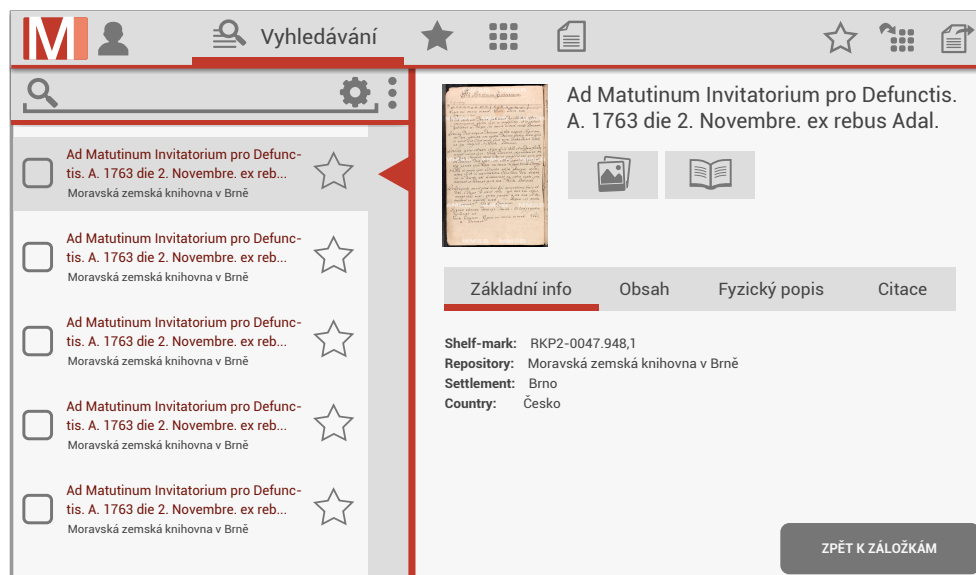 M
Vyhledávání
Ad Matutinum Invitatorium pro Defunc-
tis. A. 1763 die 2. Novembre. ex reb...
Moravská zemská knihovna v Brně
Ad Matutinum Invitatorium pro Defunc-
tis. A. 1763 die 2. Novembre. ex reb...
Moravská zemská knihovna v Brně
Ad Matutinum Invitatorium pro Defunc-
tis. A. 1763 die 2. Novembre. ex reb...
Moravská zemská knihovna v Brně
Ad Matutinum Invitatorium pro Defunc-
tis. A. 1763 die 2. Novembre. ex reb...
Moravská zemská knihovna v Brně
Ad Matutinum Invitatorium pro Defunc-
tis. A. 1763 die 2. Novembre. ex reb...
Moravská zemská knihovna v Brně
Ad Matutinum Invitatorium pro Defunctis.
A. 1763 die 2. Novembre. ex rebus Adal.
Základní info Obsah Fyzický popis Citace
Shelf-mark: RKP2-0047.948,1
Repository: Moravská zemská knihovna v Brně
Settlement: Brno
Country: Česko
ZPĚT K ZÁLOŽKÁM